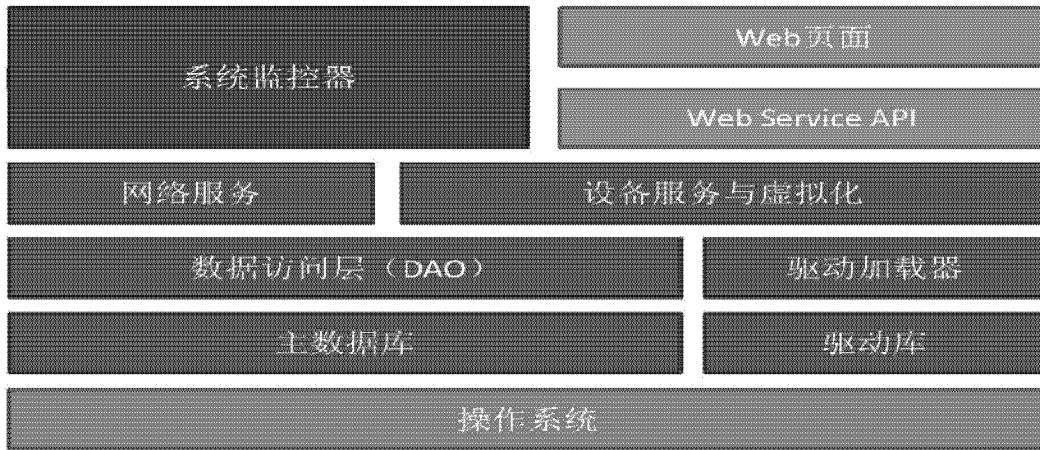 系统监控器
Web页面
Web Service API
网络服务
设备服务与虚拟化
数据访问层（DAO）
驱动加载器
主数据库
驱动库
操作系统